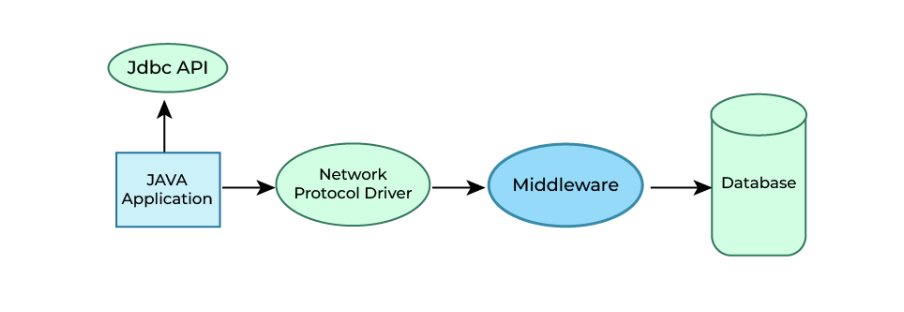 Jdbc API
JAVA
Application
Network
Protocol Driver
Middleware
Database